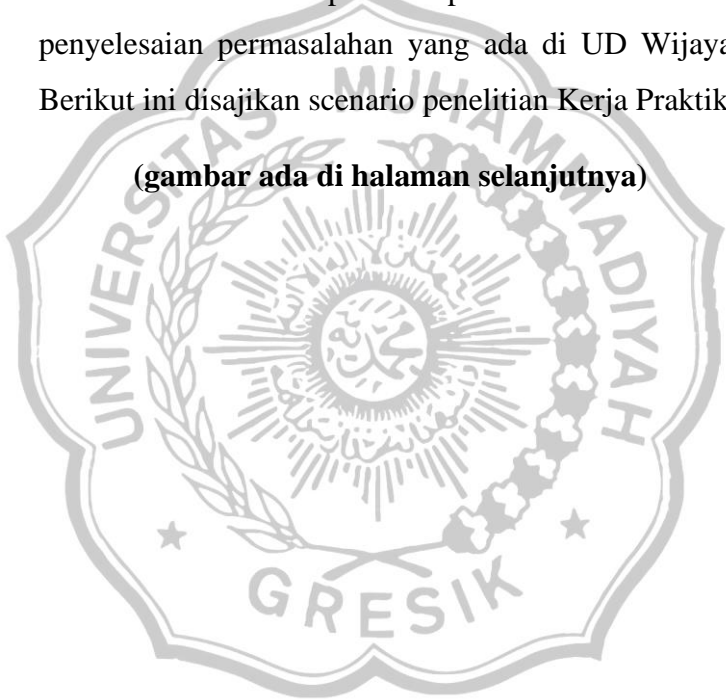 penyelesaian permasalahan yang ada di UD Wijaya
Berikut ini disajikan scenario penelitian Kerja Praktik
(gambar ada di halaman selanjutnya)
UNIVERSITAS MUHAMMADIYAH
GRESIK